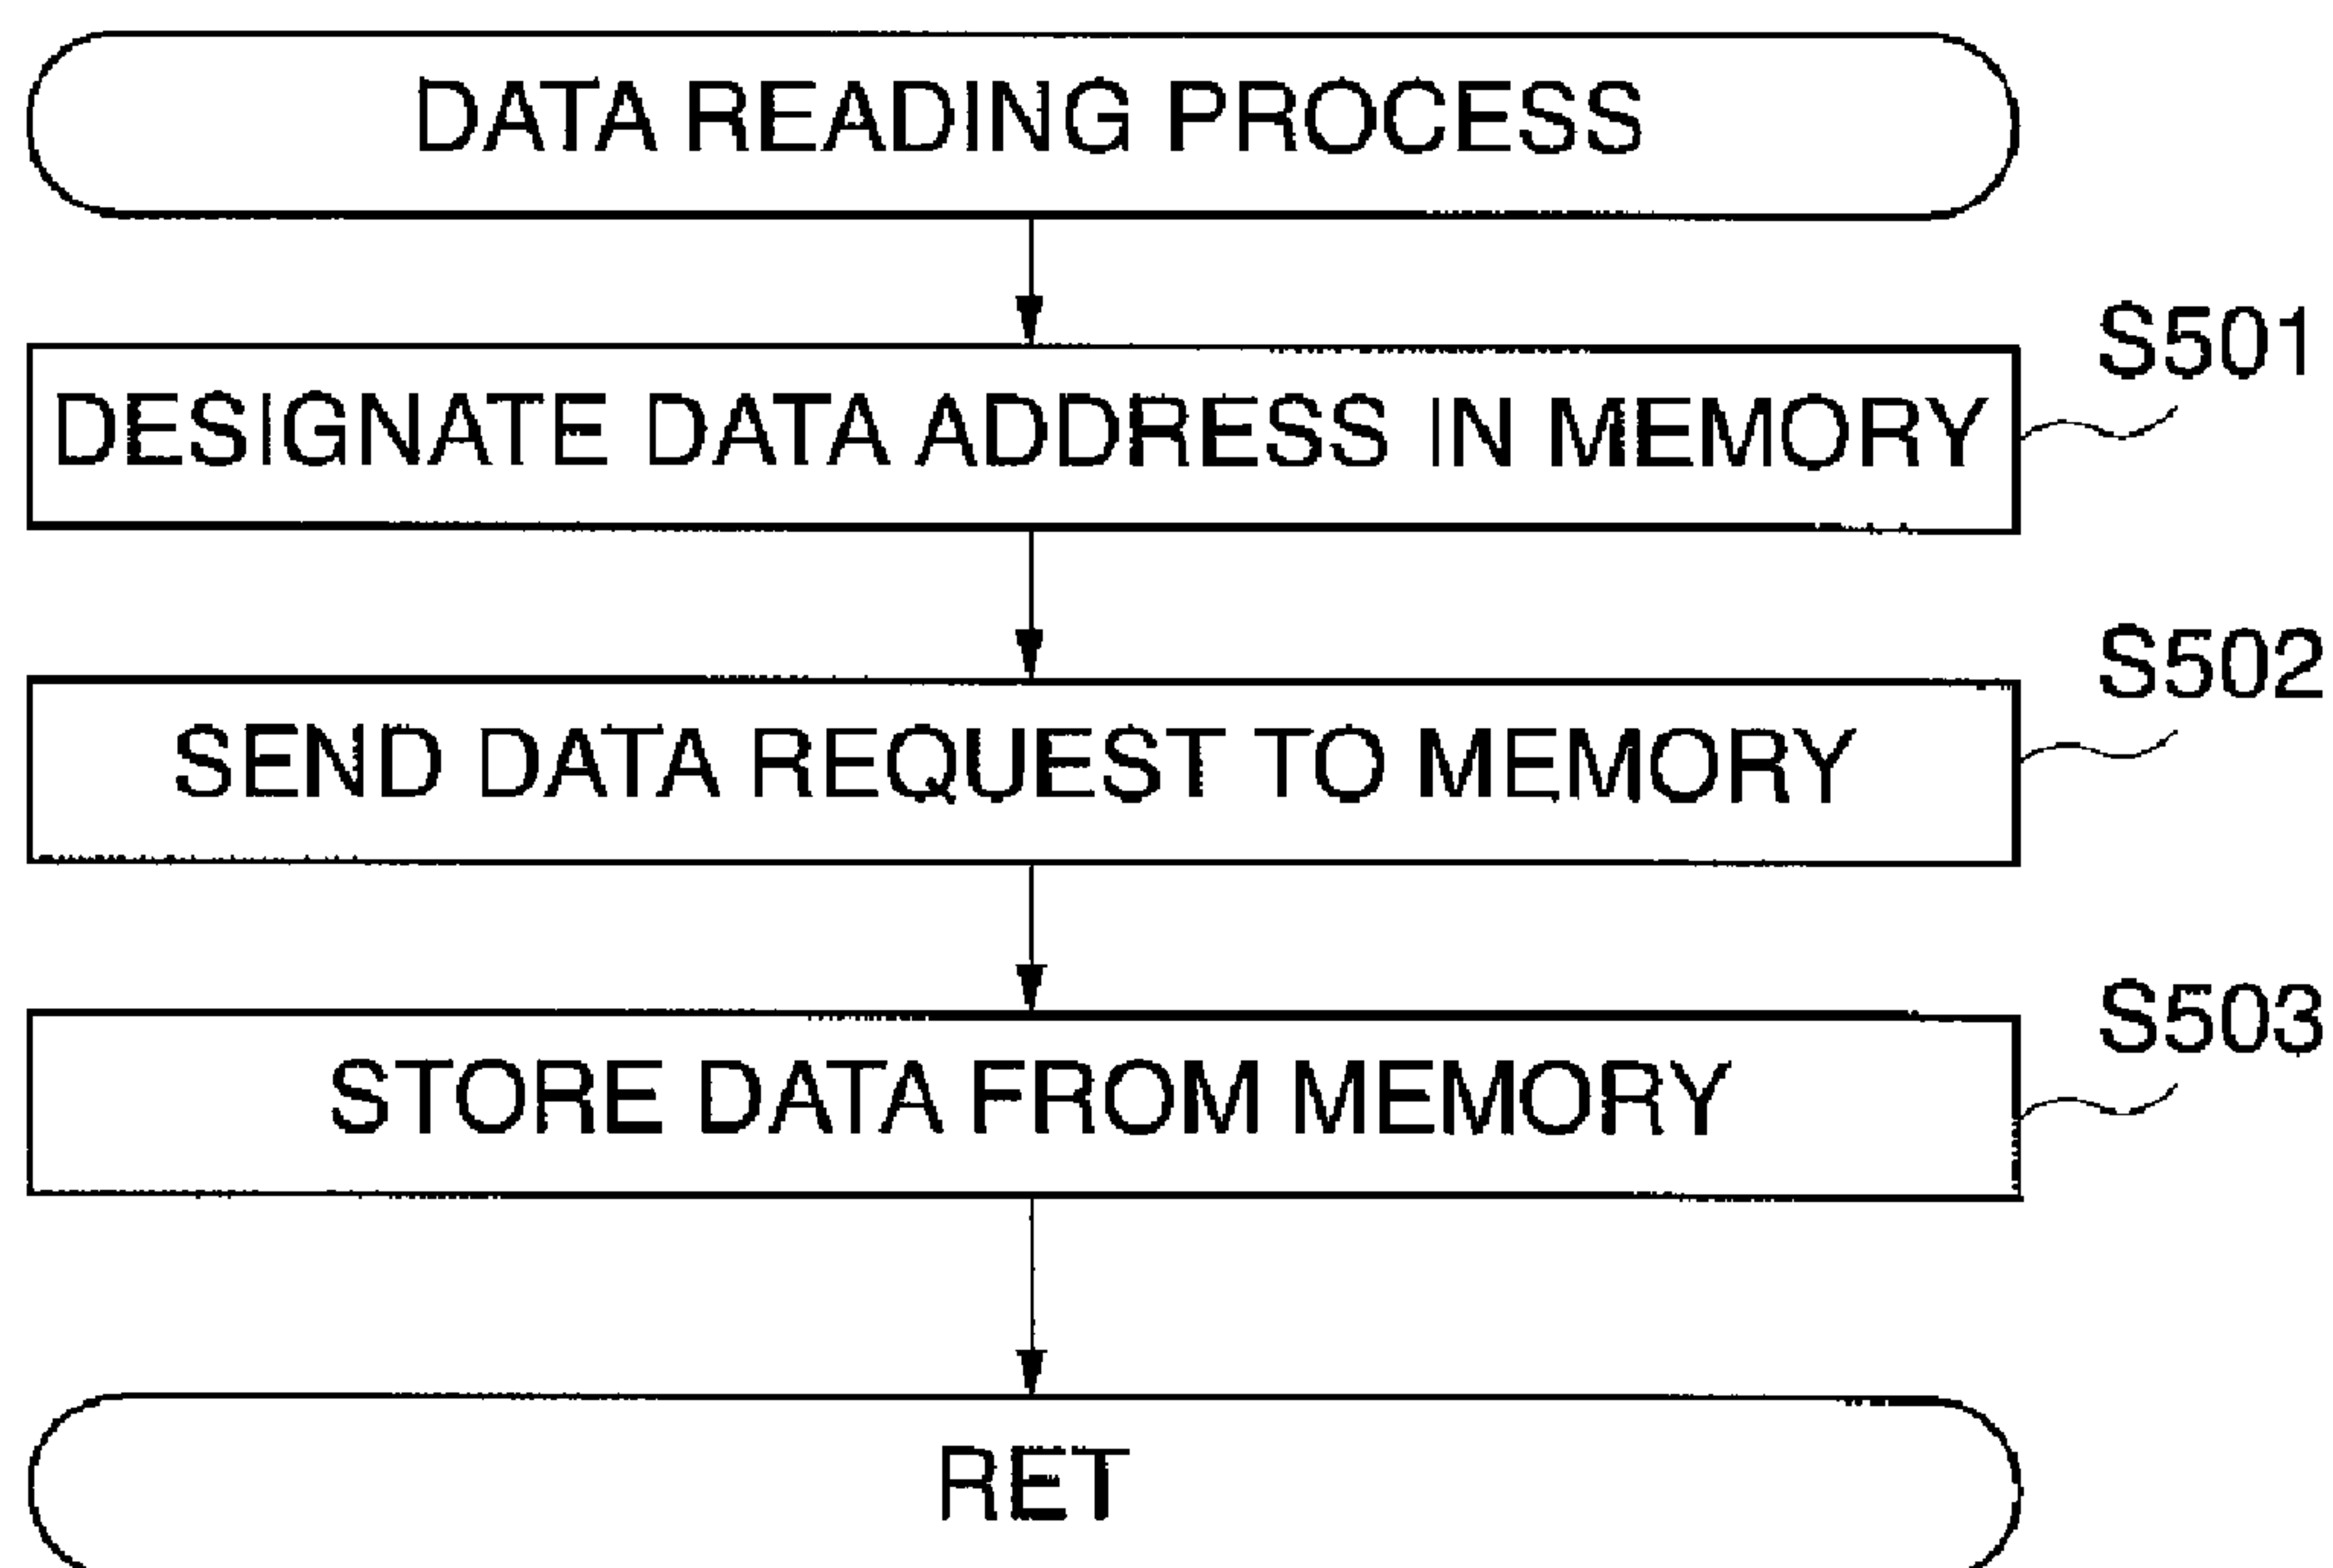 DATA READING PROCESS
S501
DESIGNATE DATA ADDRESS IN MEMORY
S502
SEND DATA REQUEST TO MEMORY
S503
STORE DATA FROM MEMORY
RET